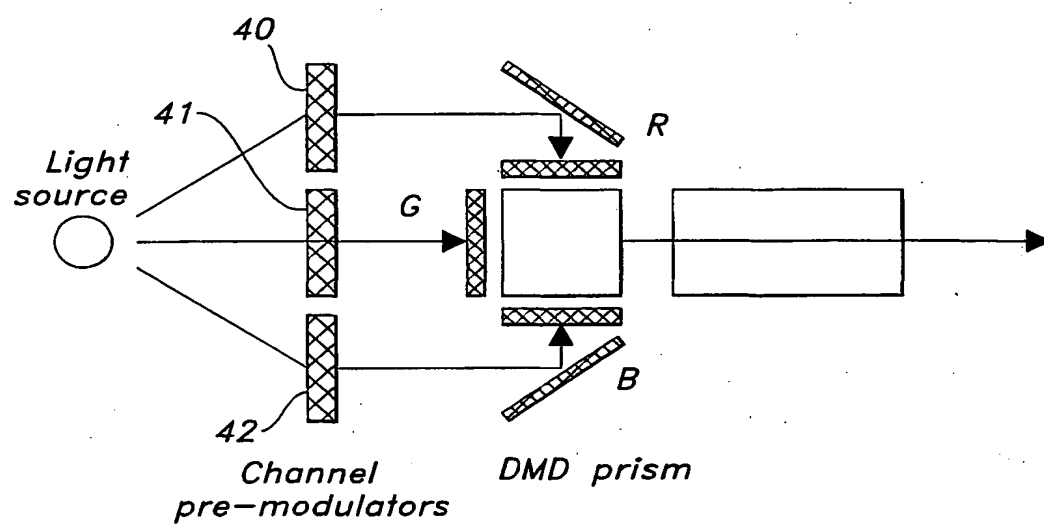 40
41
Light
source
R
G
B
42
Channel
pre-modulators
DMD prism